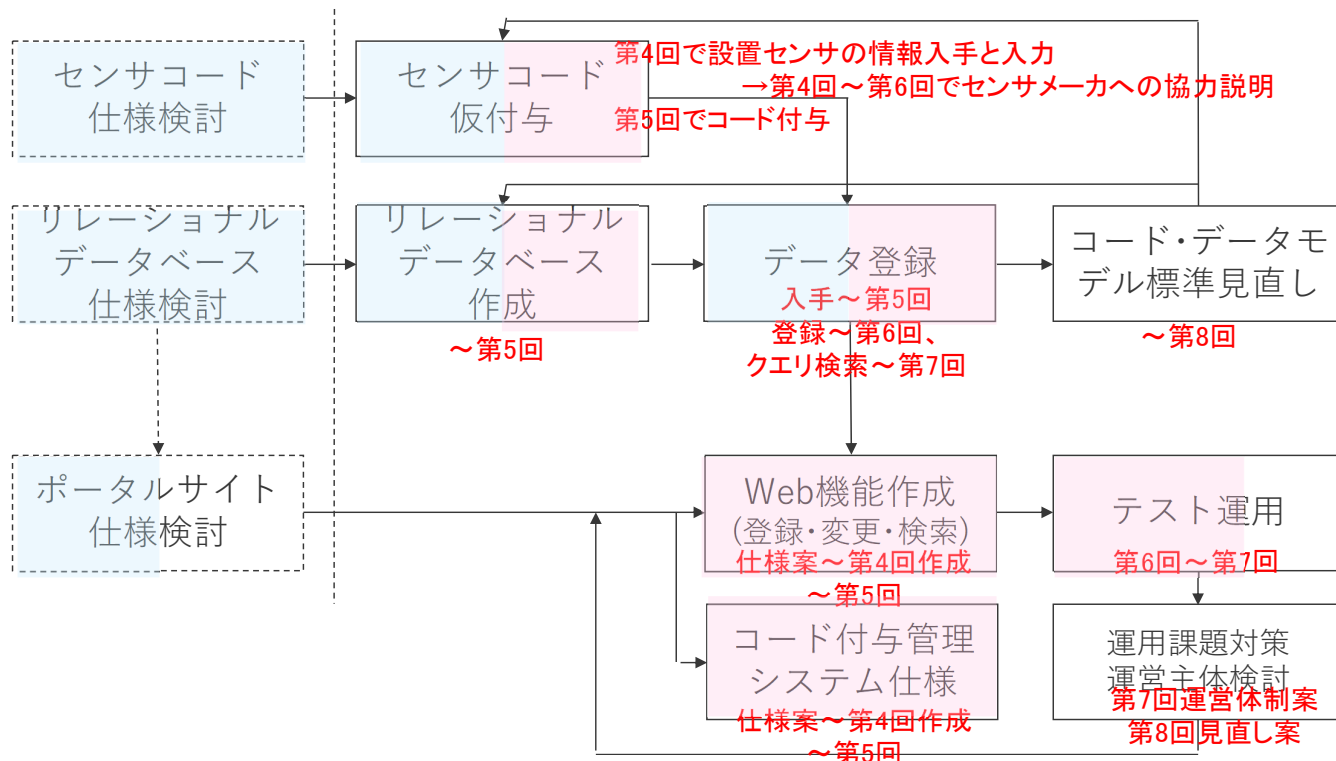 センサコード
仕様検討
センサコード
仮付与
第4回で設置センサの情報入手と入力
→第4回～第6回でセンサメーカへの協力説明
第5回でコード付与
リレーショナル
データベース
仕様検討
リレーショナル
データベース
作成
～第5回
データ登録
入手～第5回
登録～第6回、
クエリ検索～第7回
コード･データモ
デル標準見直し
～第8回
ポータルサイト
仕様検討
Web機能作成
(登録･変更･検索)
仕様案～第4回作成
～第5回
テスト運用
第6回～第7回
コード付与管理
システム仕様
仕様案～第4回作成
～第5回
運用課題対策
運営主体検討
第7回運営体制案
第8回見直し案